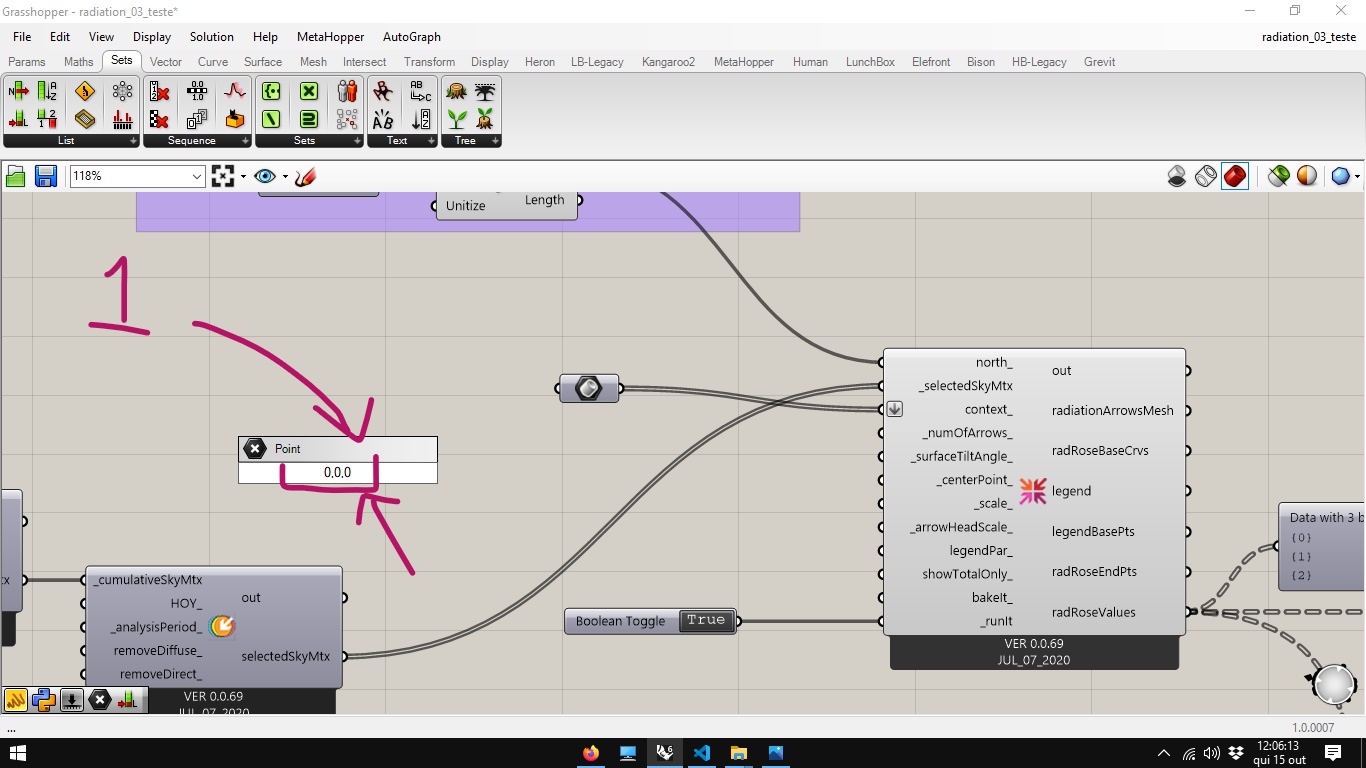 Grasshopper - radiation_03_teste*
File Edit View Display Solution Help MetaHopper AutoGraph radiation_03_teste
Params Maths Sets Vector Curve Surface Mesh Intersect Transform Display Heron LB-Legacy Kangaroo2 MetaHopper Human LunchBox Elefront Bison HB-Legacy Grevit
List Sequence Sets Text Tree
118%
Unitize Length
1
Point
0,0,0
north_
_selectedSkyMtx
context_
_numOfArrows_
_surfaceTiltAngle_
_centerPoint_
_scale_
_arrowHeadScale_
legendPar_
showTotalOnly_
bakeIt_
_runIt
out
radiationArrowsMesh
radRoseBaseCrvs
legend
legendBasePts
radRoseEndPts
radRoseValues
VER 0.0.69
JUL_07_2020
Data with 3 b
{0}
{1}
{2}
Boolean Toggle True
_cumulativeSkyMtx
HOY_
_analysisPeriod_
removeDiffuse_
removeDirect_
out
selectedSkyMtx
VER 0.0.69
JUL_07_2020
...
1.0.0007
12:06:13
qui 15 out